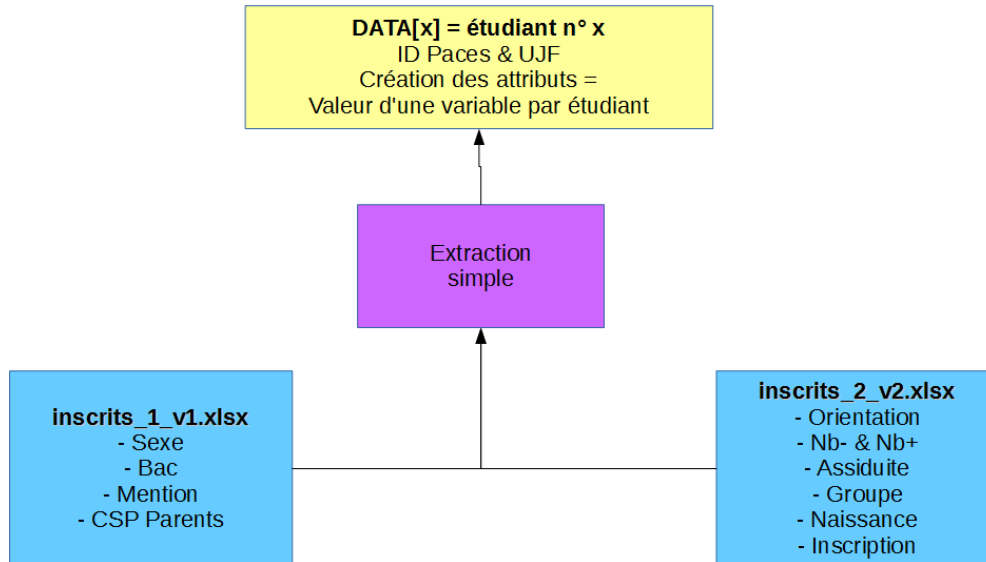 DATA[x] = étudiant n° x
ID Paces & UJF
Création des attributs =
Valeur d'une variable par étudiant
Extraction
simple
inscrits_1_v1.xlsx
- Sexe
- Bac
- Mention
- CSP Parents
inscrits_2_v2.xlsx
- Orientation
- Nb- & Nb+
- Assiduite
- Groupe
- Naissance
- Inscription